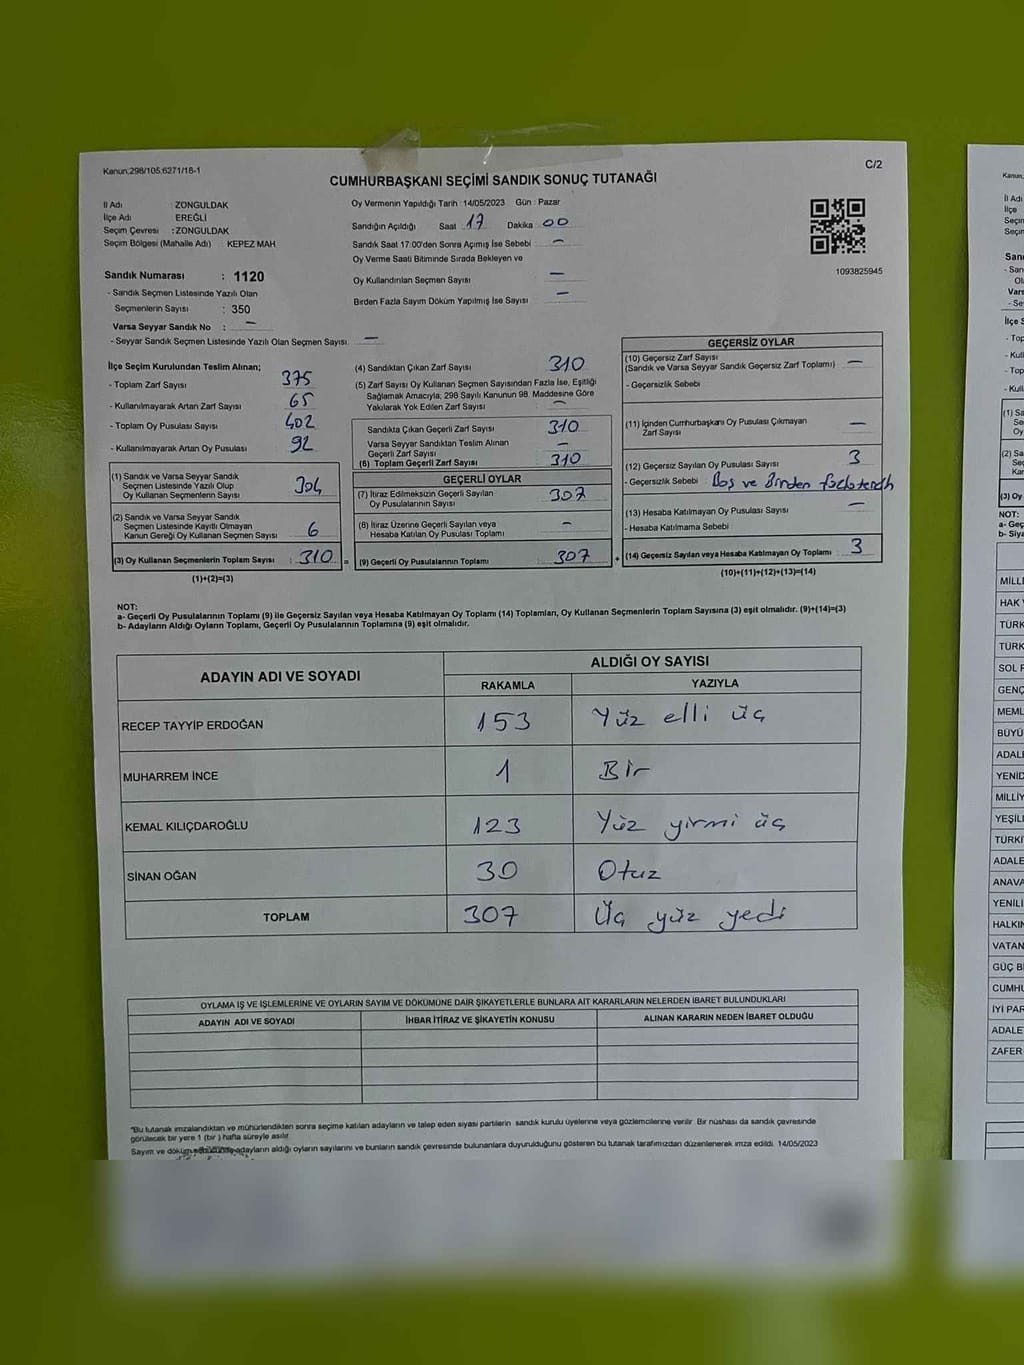 Kanun;298/105;6271/18-1
C/2
CUMHURBAŞKANI SEÇİMİ SANDIK SONUÇ TUTANAĞI
İl Adı : ZONGULDAK
İlçe Adı EREĞLİ
Seçim Çevresi : ZONGULDAK
Seçim Bölgesi (Mahalle Adı) : KEPEZ MAH
Sandık Numarası : 1120
- Sandık Seçmen Listesinde Yazılı Olan
Seçmenlerin Sayısı : 350
Varsa Seyyar Sandık No : —
- Seyyar Sandık Seçmen Listesinde Yazılı Olan Seçmen Sayısı. —
Oy Vermenin Yapıldığı Tarih :14/05/2023 Gün : Pazar
Sandığın Açıldığı Saat 17 Dakika 00
Sandık Saat 17:00'den Sonra Açımış İse Sebebi : —
Oy Verme Saati Bitiminde Sırada Bekleyen ve
Oy Kullandırılan Seçmen Sayısı —
Birden Fazla Sayım Döküm Yapılmış İse Sayısı —
1093825945
İlçe Seçim Kurulundan Teslim Alınan;
- Toplam Zarf Sayısı 375
- Kullanılmayarak Artan Zarf Sayısı 65
- Toplam Oy Pusulası Sayısı 402
- Kullanılmayarak Artan Oy Pusulası : 92
(1) Sandık ve Varsa Seyyar Sandık
Seçmen Listesinde Yazılı Olup
Oy Kullanan Seçmenlerin Sayısı 304
(2) Sandık ve Varsa Seyyar Sandık
Seçmen Listesinde Kayıtlı Olmayan
Kanun Gereği Oy Kullanan Seçmen Sayısı 6
(3) Oy Kullanan Seçmenlerin Toplam Sayısı : 310 =
(1)+(2)=(3)
(4) Sandıktan Çıkan Zarf Sayısı 310
(5) Zarf Sayısı Oy Kullanan Seçmen Sayısından Fazla İse, Eşitliği
Sağlamak Amacıyla, 298 Sayılı Kanunun 98. Maddesine Göre
Yakılarak Yok Edilen Zarf Sayısı —
Sandıkta Çıkan Geçerli Zarf Sayısı 310
Varsa Seyyar Sandıktan Teslim Alınan
Geçerli Zarf Sayısı —
(6) Toplam Geçerli Zarf Sayısı 310
GEÇERLİ OYLAR
(7) İtiraz Edilmeksizin Geçerli Sayılan
Oy Pusulalarının Sayısı 307
(8) İtiraz Üzerine Geçerli Sayılan veya
Hesaba Katılan Oy Pusulası Toplamı —
(9) Geçerli Oy Pusulalarının Toplamı 307 +
GEÇERSİZ OYLAR
(10) Geçersiz Zarf Sayısı
(Sandık ve Varsa Seyyar Sandık Geçersiz Zarf Toplamı) —
- Geçersizlik Sebebi
(11) İçinden Cumhurbaşkanı Oy Pusulası Çıkmayan
Zarf Sayısı —
(12) Geçersiz Sayılan Oy Pusulası Sayısı 3
- Geçersizlik Sebebi : Boş ve Birden
(13) Hesaba Katılmayan Oy Pusulası Sayısı —
- Hesaba Katılmama Sebebi
(14) Geçersiz Sayılan veya Hesaba Katılmayan Oy Toplamı 3
(10)+(11)+(12)+(13)=(14)
NOT:
a- Geçerli Oy Pusulalarının Toplamı (9) ile Geçersiz Sayılan veya Hesaba Katılmayan Oy Toplamı (14) Toplamları, Oy Kullanan Seçmenlerin Toplam Sayısına (3) eşit olmalıdır. (9)+(14)=(3)
b- Adayların Aldığı Oyların Toplamı, Geçerli Oy Pusulalarının Toplamına (9) eşit olmalıdır.
ADAYIN ADI VE SOYADI
ALDIĞI OY SAYISI
RAKAMLA YAZIYLA
RECEP TAYYİP ERDOĞAN 153 Yüz elli üç
MUHARREM İNCE 1 Bir
KEMAL KILIÇDAROĞLU 123 Yüz yirmi üç
SİNAN OĞAN 30 Otuz
TOPLAM 307 Üç yüz yedi
OYLAMA İŞ VE İŞLEMLERİNE VE OYLARIN SAYIM VE DÖKÜMÜNE DAİR ŞİKAYETLERLE BUNLARA AİT KARARLARIN NELERDEN İBARET BULUNDUKLARI
ADAYIN ADI VE SOYADI İHBAR İTİRAZ VE ŞİKAYETİN KONUSU ALINAN KARARIN NEDEN İBARET OLDUĞU
"Bu tutanak imzalandıktan ve mühürlendikten sonra seçime katılan adayların ve talep eden siyasi partilerin sandık kurulu üyelerine veya gözlemcilerine verilir. Bir nüshası da sandık çevresinde
görülecek bir yere 1 (bir ) hafta süreyle asılır.
Sayım ve döküm adayların aldığı oyların sayılarını ve bunların sandık çevresinde bulunanlara duyurulduğunu gösteren bu tutanak tarafımızdan düzenlenerek imza edildi. 14/05/2023
Kanun;
İl Adı
İlçe
NOT:
HAK
SOL